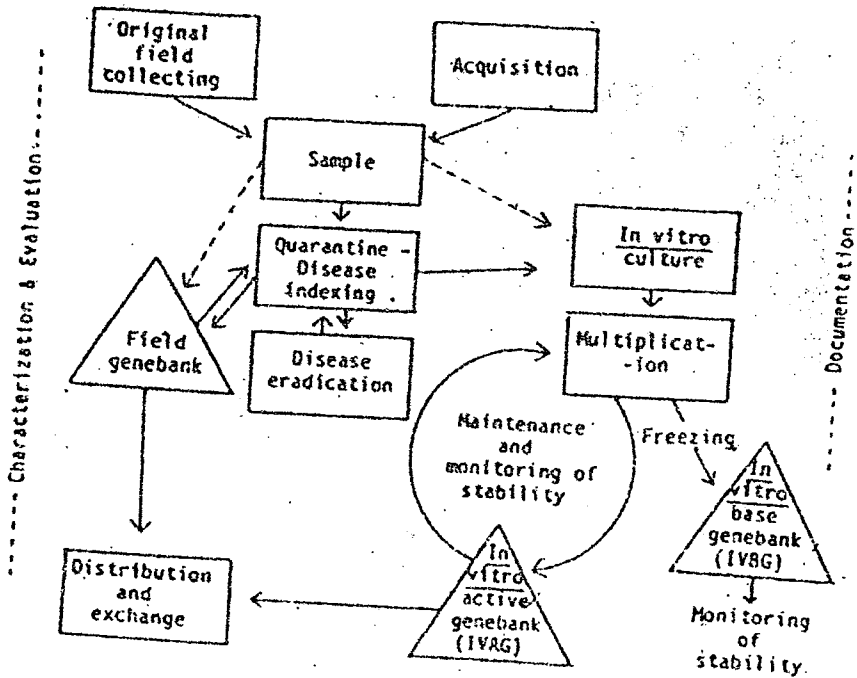 Original
field
collecting
Acquisition
Sample
Quarantine -
Disease
indexing .
In vitro
culture
Field
genebank
Disease
eradication
Multiplicat-
-ion
Maintenance
and
monitoring of
stability
Freezing
In
vitro
base
genebank
(IVBG)
In
vitro
active
genebank
(IVAG)
Distribution
and
exchange
Monitoring
of
stability.
Characterization & Evaluation
Documentation